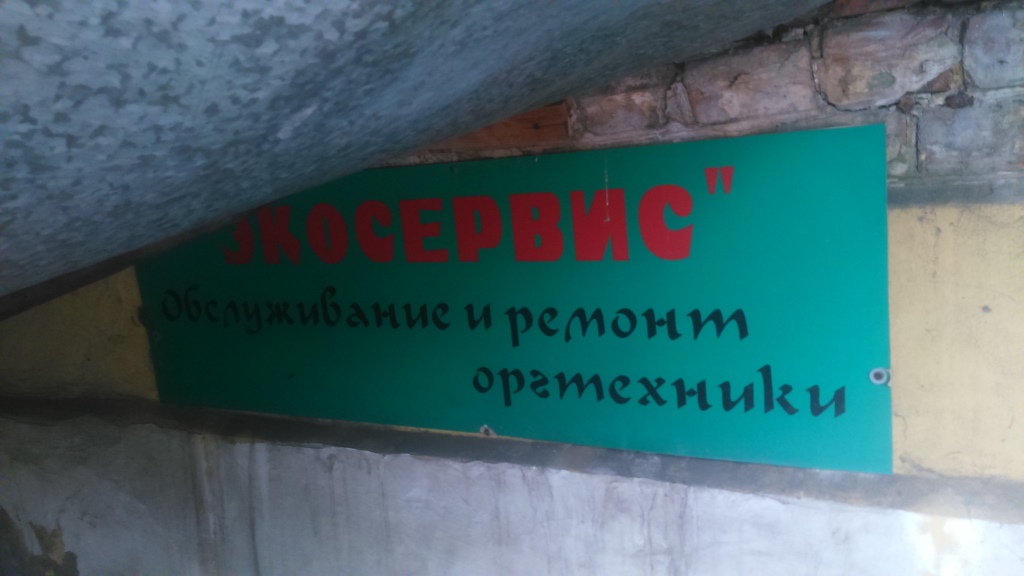 ЭКОСЕРВИС"
Обслуживание и ремонт
оргтехники